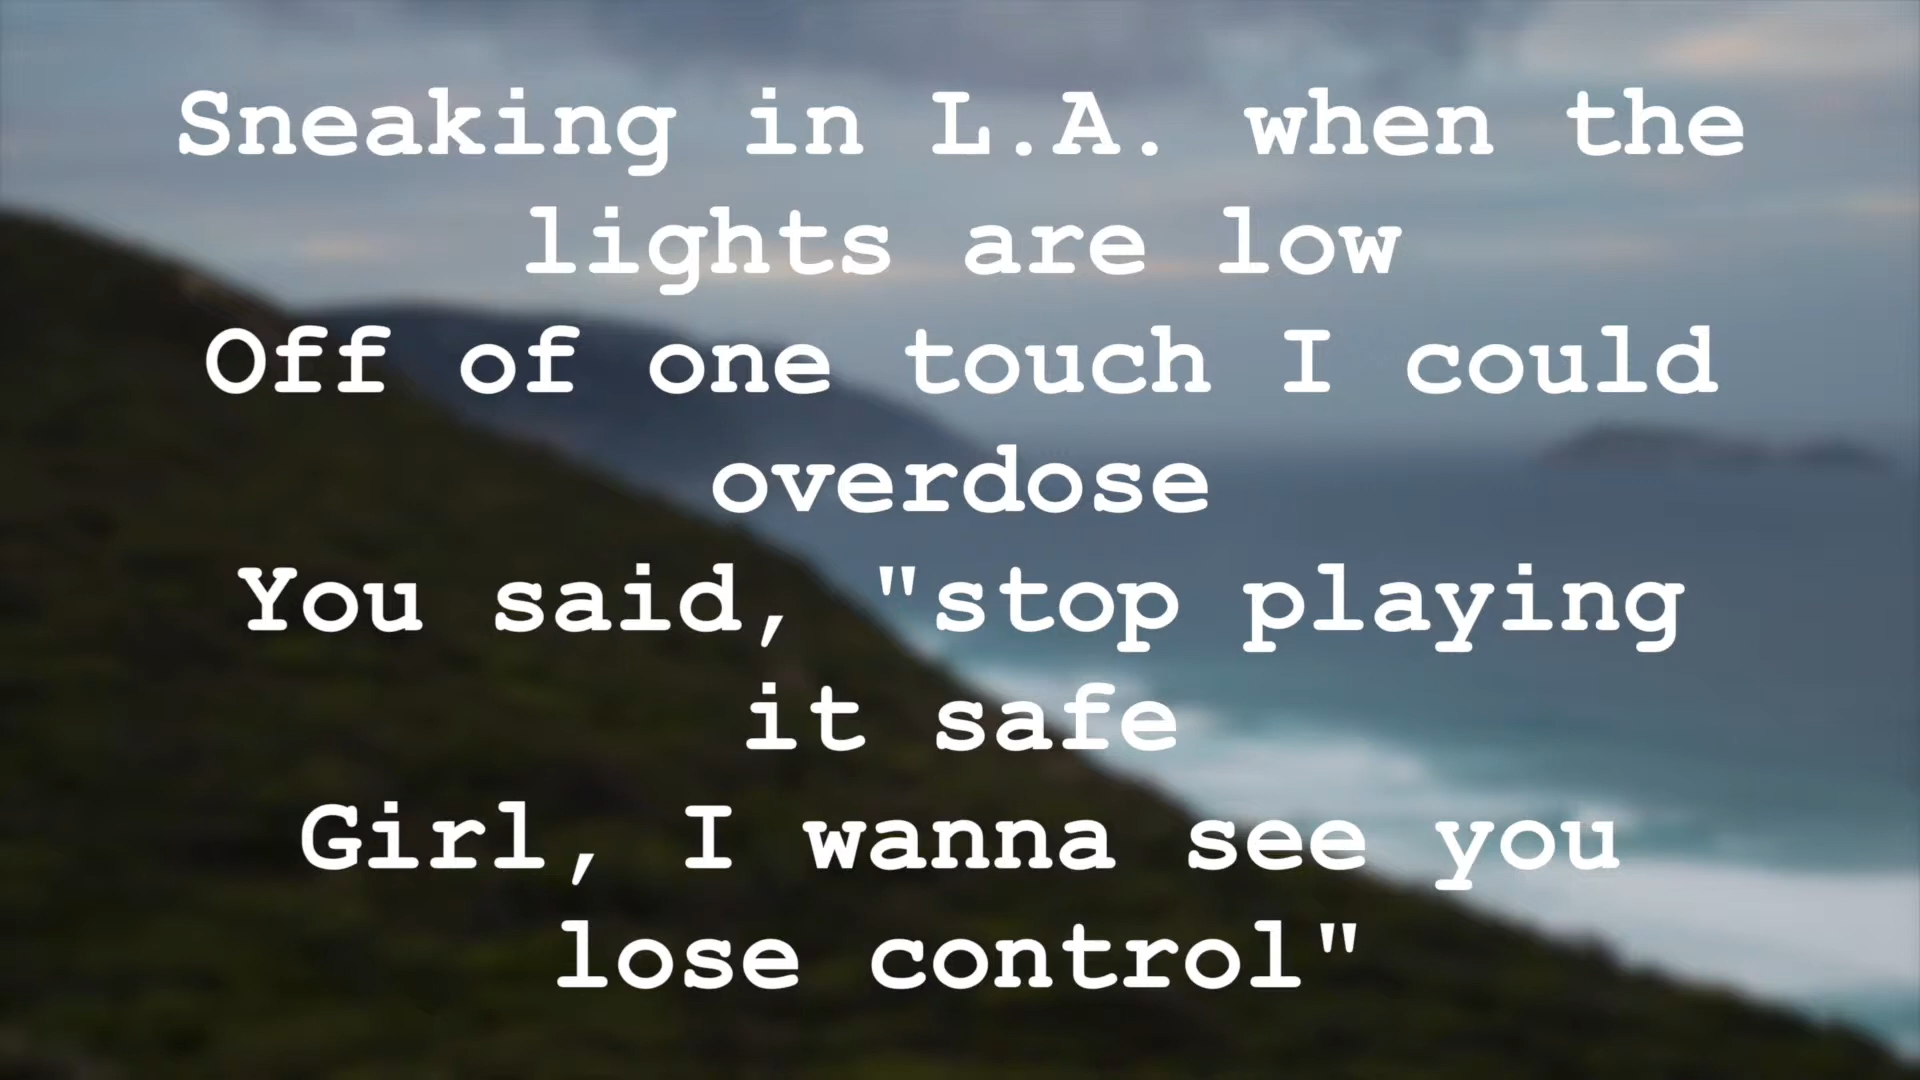 Sneaking in L.A. when the
lights are low
Off of one touch I could
overdose
You said, "stop playing
it safe
Girl, I wanna see you
lose control"